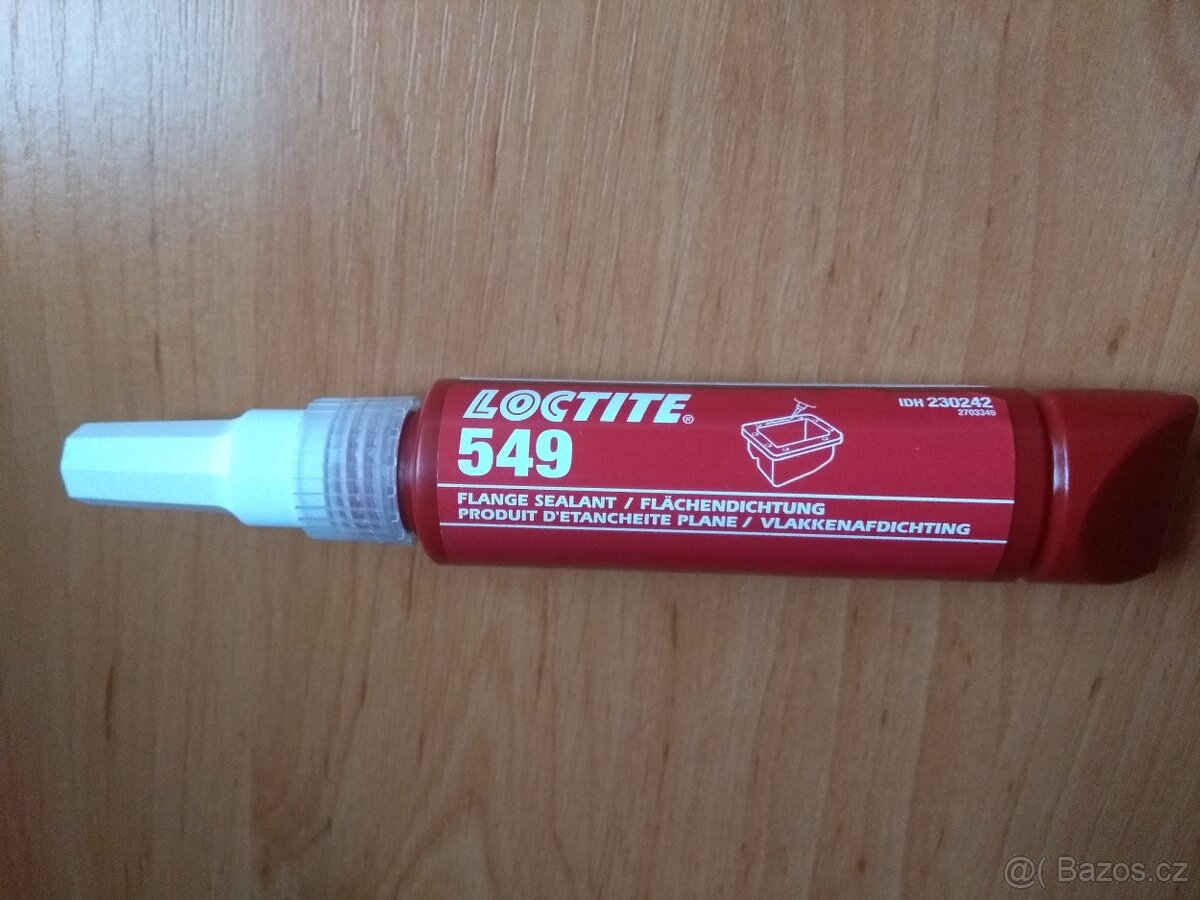 LOCTITE®
549
IDH 230242
2703349
FLANGE SEALANT / FLÄCHENDICHTUNG
PRODUIT D'ETANCHEITE PLANE / VLAKKENAFDICHTING
@( Bazos.cz